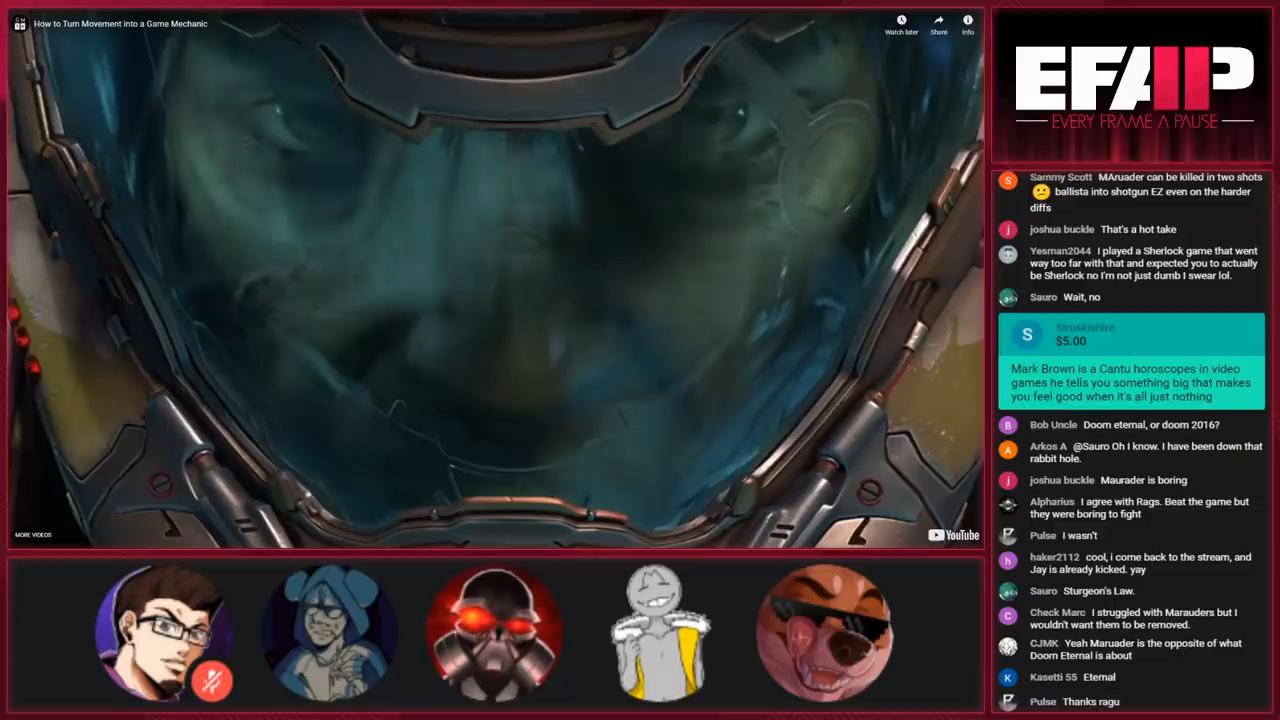 How to Turn Movement into a Game Mechanic
Watch later
Share
Info
MORE VIDEOS
YouTube
EFAP
EVERY FRAME A PAUSE
Sammy Scott MAruader can be killed in two shots
ballista into shotgun EZ even on the harder
diffs
joshua buckle That's a hot take
Yesman2044 I played a Sherlock game that went
way too far with that and expected you to actually
be Sherlock no I'm not just dumb I swear lol.
Sauro Wait, no
S
Siruskishire
$5.00
Mark Brown is a Cantu horoscopes in video
games he tells you something big that makes
you feel good when it's all just nothing
Bob Uncle Doom eternal, or doom 2016?
Arkos A @Sauro Oh I know. I have been down that
rabbit hole.
joshua buckle Maurader is boring
Alpharius I agree with Rags. Beat the game but
they were boring to fight
Pulse I wasn't
haker2112 cool, i come back to the stream, and
Jay is already kicked. yay
Sauro Sturgeon's Law.
Check Marc I struggled with Marauders but I
wouldn't want them to be removed.
CJMK Yeah Maruader is the opposite of what
Doom Eternal is about
Kasetti 55 Eternal
Pulse Thanks ragu